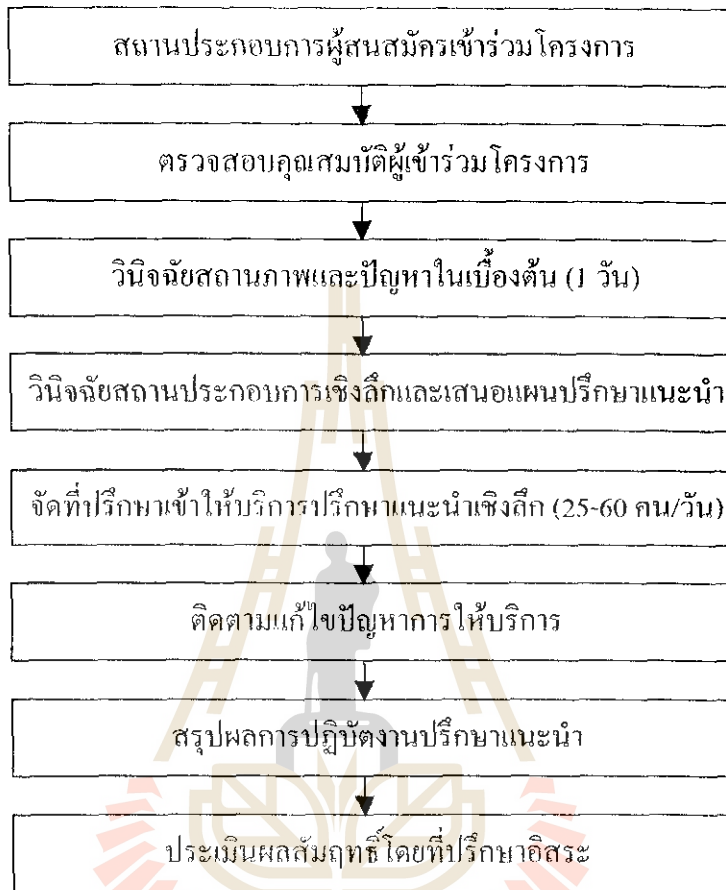 สถานประกอบการผู้สนสมัครเข้าร่วมโครงการ
ตรวจสอบคุณสมบัติผู้เข้าร่วมโครงการ
วินิจฉัยสถานภาพและปัญหาในเบื้องต้น (1 วัน)
วินิจฉัยสถานประกอบการเชิงลึกและเสนอแผนปรึกษาแนะนำ
จัดที่ปรึกษาเข้าให้บริการปรึกษาแนะนำเชิงลึก (25-60 คน/วัน)
ติดตามแก้ไขปัญหาการให้บริการ
สรุปผลการปฏิบัตงานปรึกษาแนะนำ
ประเมินผลสัมฤทธิ์โดยที่ปรึกษาอิสระ